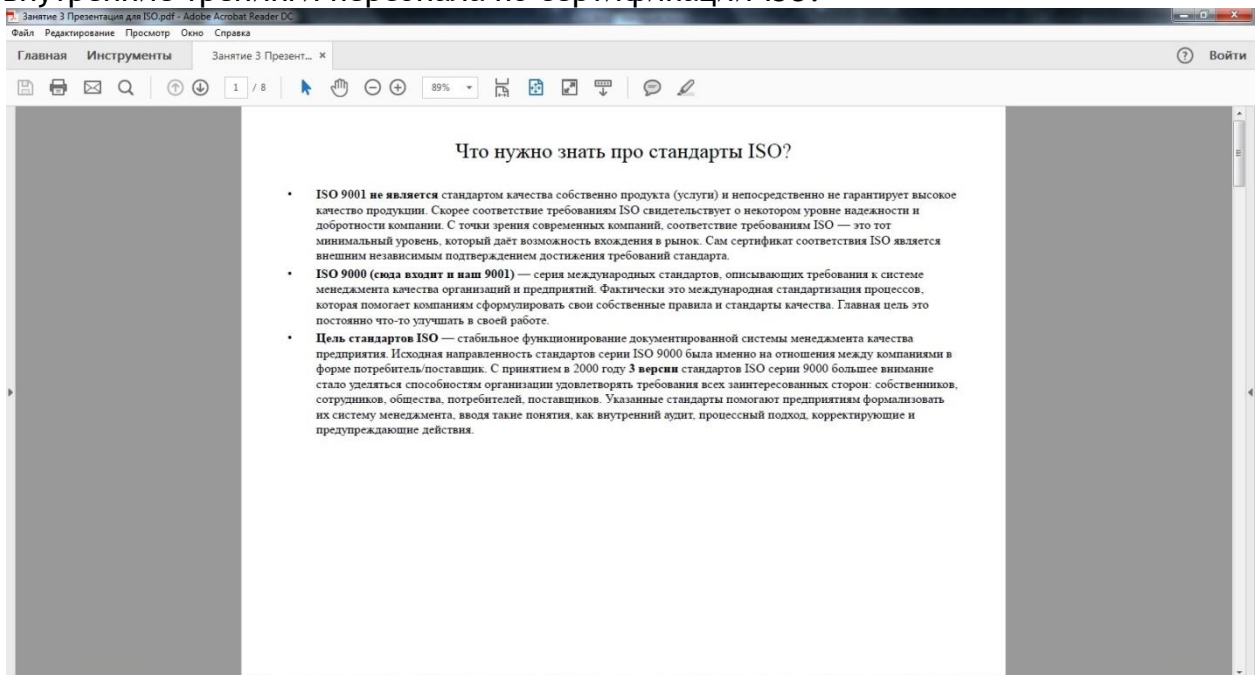 внутренние тренинги персонала по сертификации ISO:
Занятие 3 Презентация для ISO.pdf - Adobe Acrobat Reader DC
Файл Редактирование Просмотр Окно Справка
Главная Инструменты Занятие 3 Презент... × ? Войти
1 / 8 89%
Что нужно знать про стандарты ISO?
• ISO 9001 не является стандартом качества собственно продукта (услуги) и непосредственно не гарантирует высокое
качество продукции. Скорее соответствие требованиям ISO свидетельствует о некотором уровне надежности и
добротности компании. С точки зрения современных компаний, соответствие требованиям ISO — это тот
минимальный уровень, который даёт возможность вхождения в рынок. Сам сертификат соответствия ISO является
внешним независимым подтверждением достижения требований стандарта.
• ISO 9000 (сюда входит и наш 9001) — серия международных стандартов, описывающих требования к системе
менеджмента качества организаций и предприятий. Фактически это международная стандартизация процессов,
которая помогает компаниям сформулировать свои собственные правила и стандарты качества. Главная цель это
постоянно что-то улучшать в своей работе.
• Цель стандартов ISO — стабильное функционирование документированной системы менеджмента качества
предприятия. Исходная направленность стандартов серии ISO 9000 была именно на отношения между компаниями в
форме потребитель/поставщик. С принятием в 2000 году 3 версии стандартов ISO серии 9000 большее внимание
стало уделяться способностям организации удовлетворять требования всех заинтересованных сторон: собственников,
сотрудников, общества, потребителей, поставщиков. Указанные стандарты помогают предприятиям формализовать
их систему менеджмента, вводя такие понятия, как внутренний аудит, процессный подход, корректирующие и
предупреждающие действия.